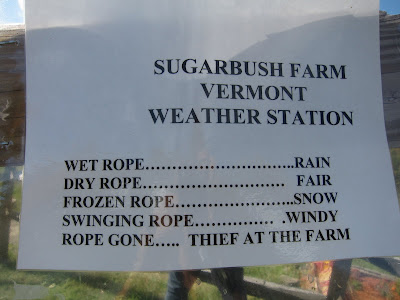 SUGARBUSH FARM
VERMONT
WEATHER STATION
WET ROPE...............................RAIN
DRY ROPE............................ FAIR
FROZEN ROPE.........................SNOW
SWINGING ROPE................ .WINDY
ROPE GONE..... THIEF AT THE FARM